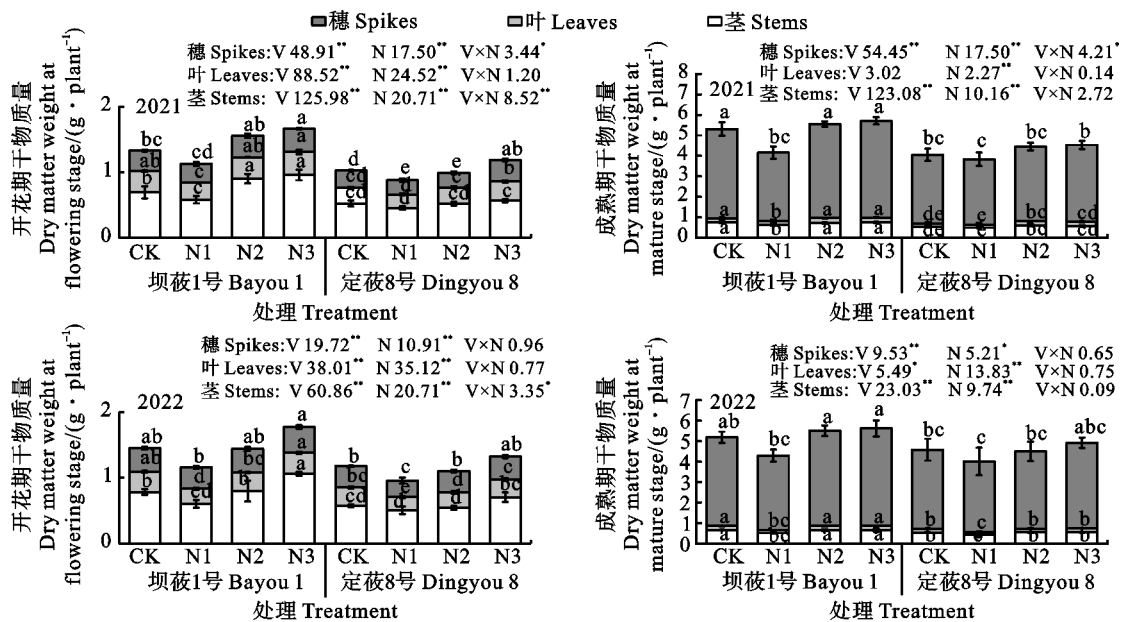 穗 Spikes 叶 Leaves 茎 Stems
穗 Spikes:V 48.91** N 17.50** V×N 3.44*
叶 Leaves:V 88.52** N 24.52** V×N 1.20
茎 Stems: V 125.98** N 20.71** V×N 8.52**
开花期干物质量
Dry matter weight at
flowering stage/(g・plant⁻¹)
2
1
0
2021
bc cd ab a d e e ab
ab c ab a cd d cd b
b c a a cd d cd c
CK N1 N2 N3 CK N1 N2 N3
坝莜1号 Bayou 1 定莜8号 Dingyou 8
处理 Treatment
穗 Spikes:V 54.45** N 17.50** V×N 4.21*
叶 Leaves:V 3.02 N 2.27** V×N 0.14
茎 Stems: V 123.08** N 10.16** V×N 2.72
成熟期干物质量
Dry matter weight at
mature stage/(g・plant⁻¹)
8
7
6
5
4
3
2
1
0
2021
a b a a bc c bc b
a b a a de e bc cd
a b a a de e bc cd
CK N1 N2 N3 CK N1 N2 N3
坝莜1号 Bayou 1 定莜8号 Dingyou 8
处理 Treatment
穗 Spikes:V 19.72** N 10.91** V×N 0.96
叶 Leaves:V 38.01** N 35.12** V×N 0.77
茎 Stems: V 60.86** N 20.71** V×N 3.35*
开花期干物质量
Dry matter weight at
flowering stage/(g・plant⁻¹)
2
1
0
2022
ab b ab a b c b ab
ab d bc a bc e d c
b cd b a cd d d b
CK N1 N2 N3 CK N1 N2 N3
坝莜1号 Bayou 1 定莜8号 Dingyou 8
处理 Treatment
穗 Spikes:V 9.53** N 5.21* V×N 0.65
叶 Leaves:V 5.49* N 13.83** V×N 0.75
茎 Stems: V 23.03** N 9.74** V×N 0.09
成熟期干物质量
Dry matter weight at
mature stage/(g・plant⁻¹)
7
6
5
4
3
2
1
0
2022
ab bc a a bc c bc abc
a bc a a b c b b
a bc a a b c b b
CK N1 N2 N3 CK N1 N2 N3
坝莜1号 Bayou 1 定莜8号 Dingyou 8
处理 Treatment